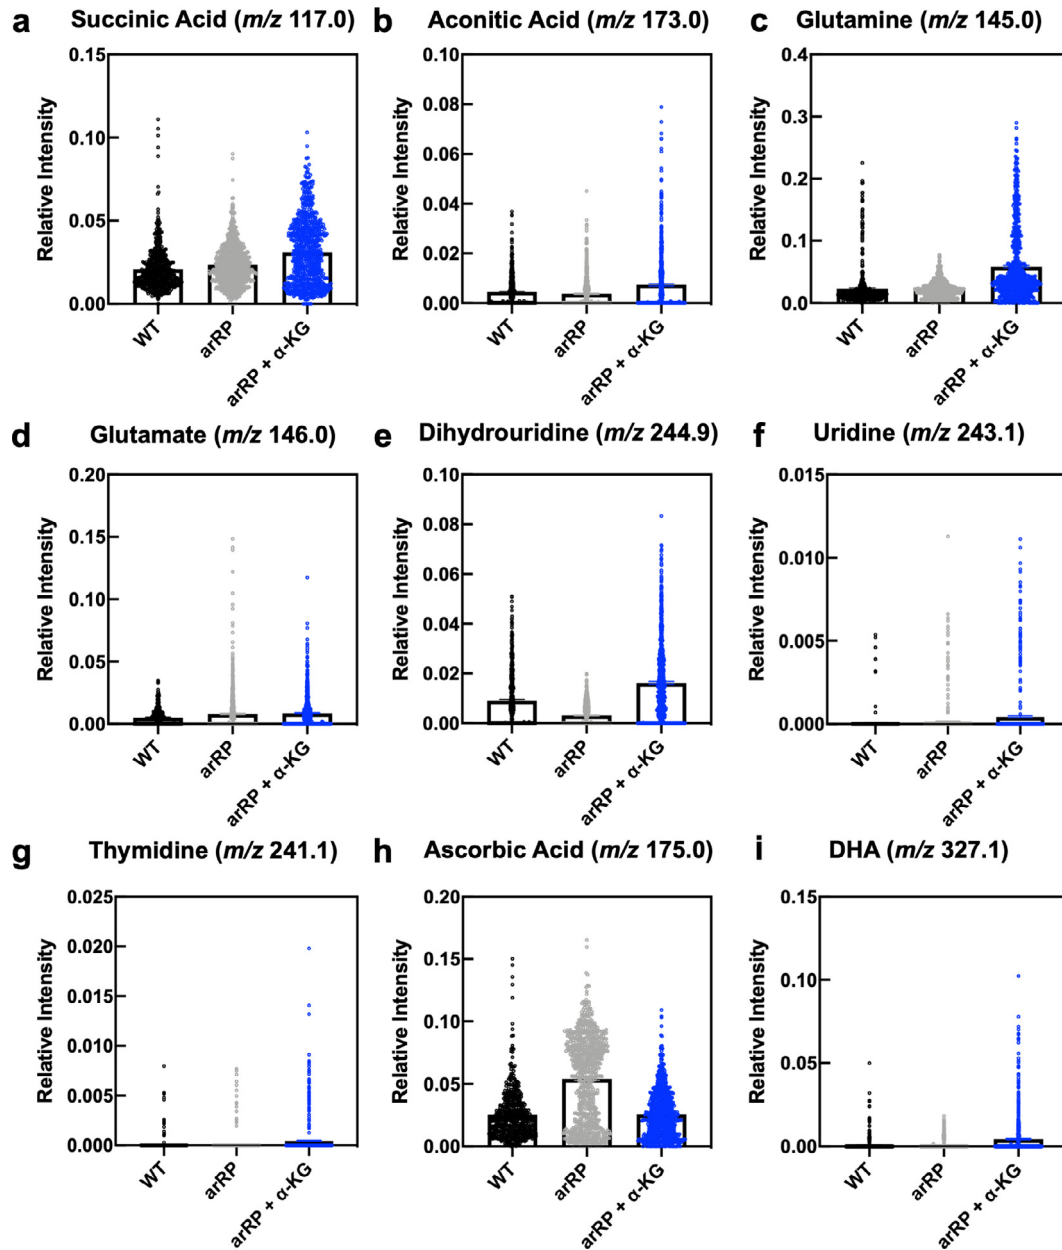 a Succinic Acid (m/z 117.0)
Relative Intensity
0.15
0.10
0.05
0.00
WT
arRP
arRP + α-KG
b Aconitic Acid (m/z 173.0)
Relative Intensity
0.10
0.08
0.06
0.04
0.02
0.00
WT
arRP
arRP + α-KG
c Glutamine (m/z 145.0)
Relative Intensity
0.4
0.3
0.2
0.1
0.0
WT
arRP
arRP + α-KG
d Glutamate (m/z 146.0)
Relative Intensity
0.20
0.15
0.10
0.05
0.00
WT
arRP
arRP + α-KG
e Dihydrouridine (m/z 244.9)
Relative Intensity
0.10
0.08
0.06
0.04
0.02
0.00
WT
arRP
arRP + α-KG
f Uridine (m/z 243.1)
Relative Intensity
0.015
0.010
0.005
0.000
WT
arRP
arRP + α-KG
g Thymidine (m/z 241.1)
Relative Intensity
0.025
0.020
0.015
0.010
0.005
0.000
WT
arRP
arRP + α-KG
h Ascorbic Acid (m/z 175.0)
Relative Intensity
0.20
0.15
0.10
0.05
0.00
WT
arRP
arRP + α-KG
i DHA (m/z 327.1)
Relative Intensity
0.15
0.10
0.05
0.00
WT
arRP
arRP + α-KG